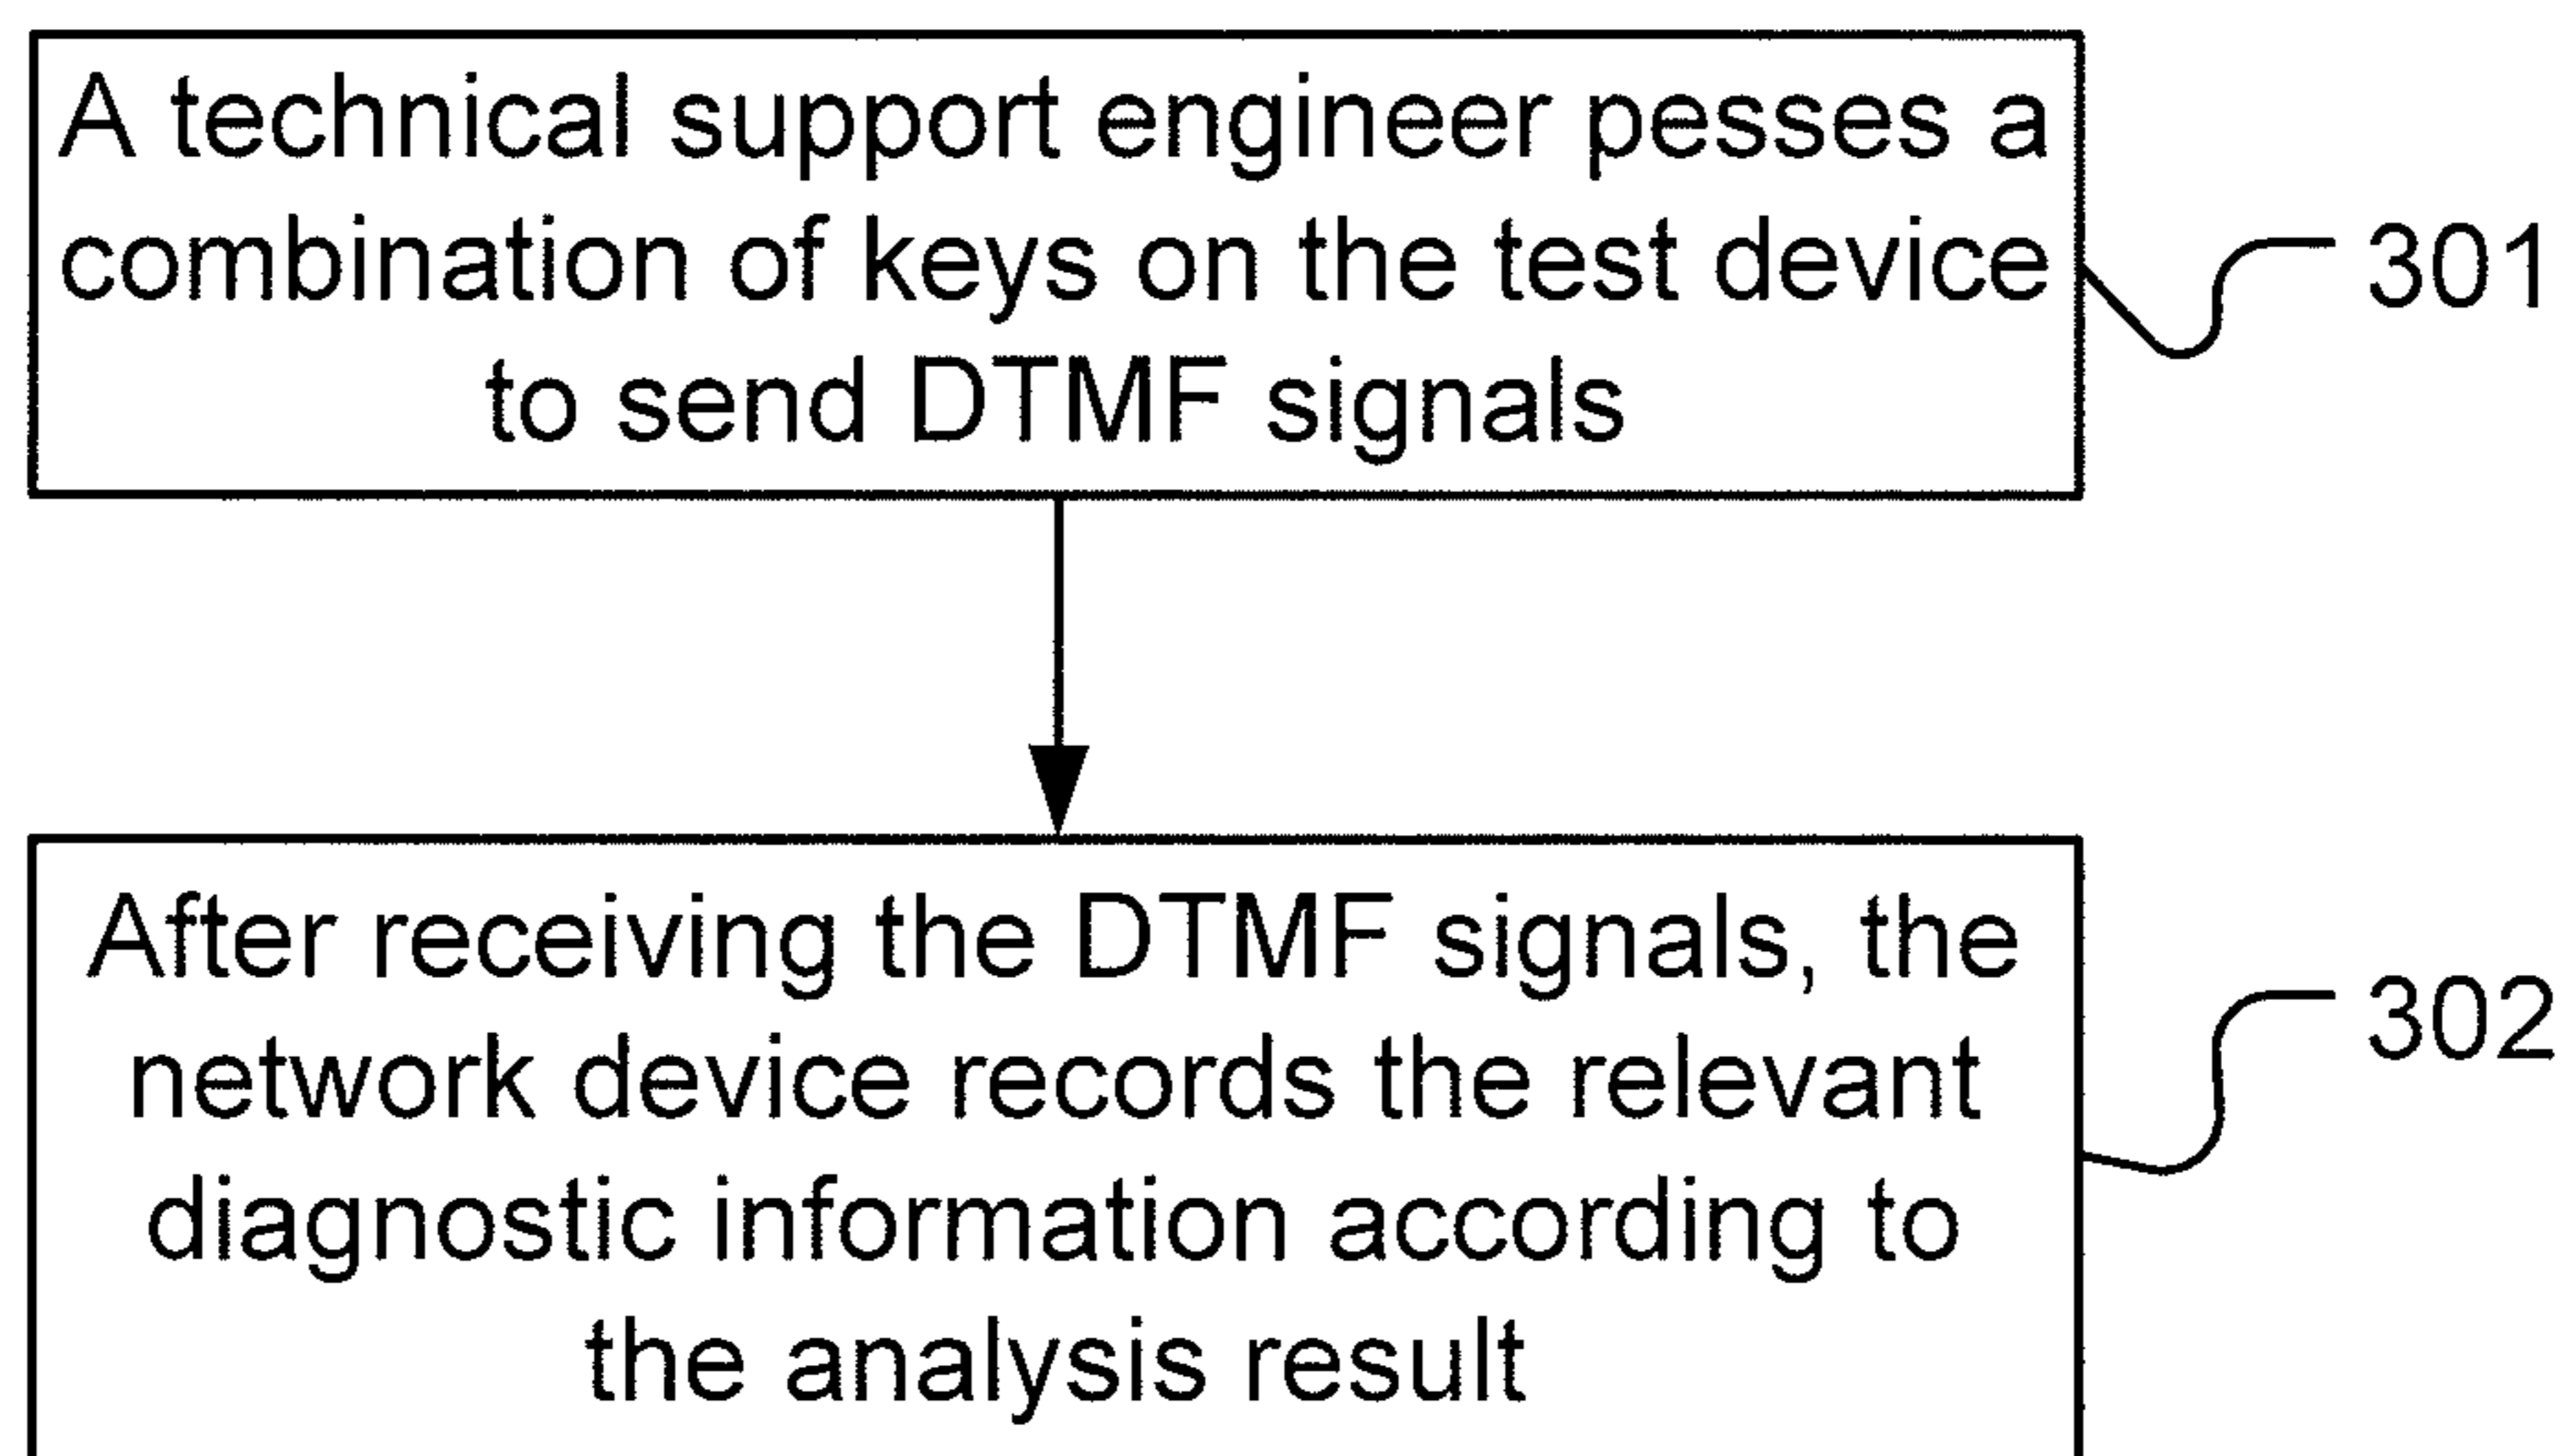 A technical support engineer pesses a
combination of keys on the test device
to send DTMF signals
301
After receiving the DTMF signals, the
network device records the relevant
diagnostic information according to
the analysis result
302